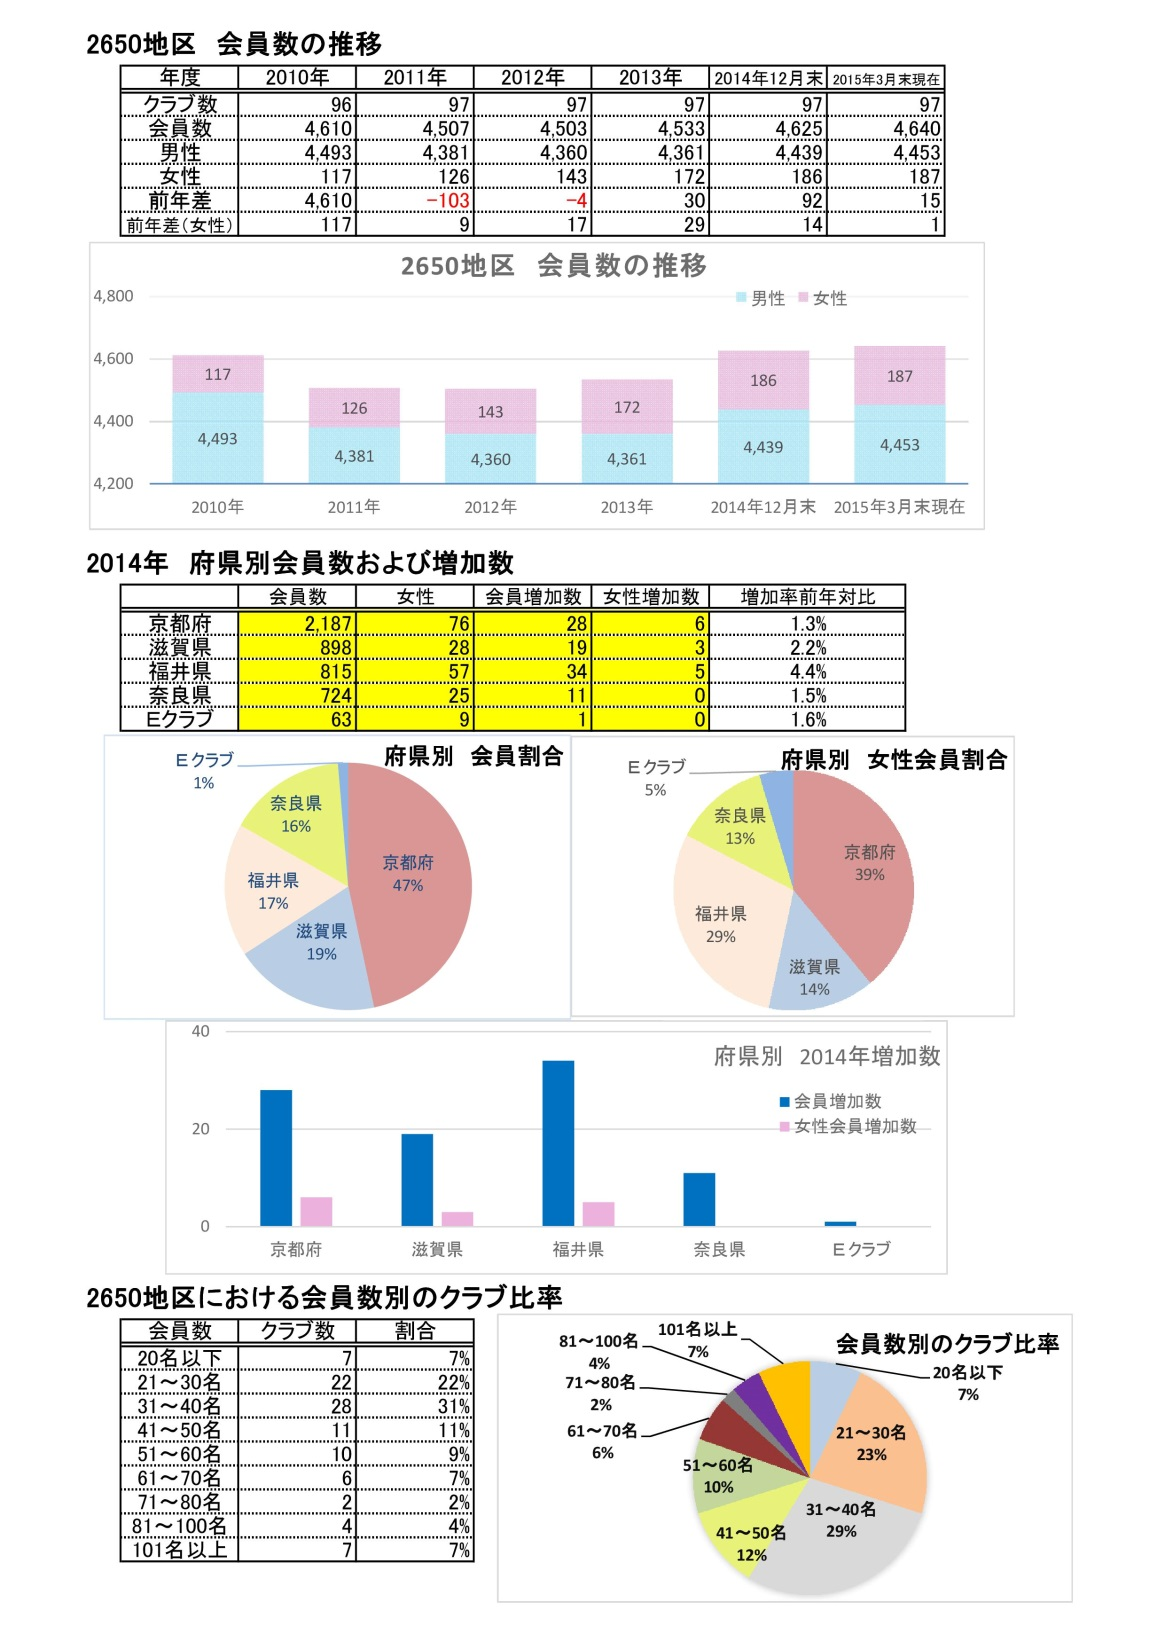 2650地区　会員数の推移
年度 2010年 2011年 2012年 2013年 2014年12月末 2015年3月末現在
クラブ数 96 97 97 97 97 97
会員数 4,610 4,507 4,503 4,533 4,625 4,640
男性 4,493 4,381 4,360 4,361 4,439 4,453
女性 117 126 143 172 186 187
前年差 4,610 -103 -4 30 92 15
前年差(女性) 117 9 17 29 14 1
2650地区　会員数の推移
4,800
男性 女性
4,600
117 126 143 172 186 187
4,400
4,493 4,381 4,360 4,361 4,439 4,453
4,200
2010年 2011年 2012年 2013年 2014年12月末 2015年3月末現在
2014年　府県別会員数および増加数
会員数 女性 会員増加数 女性増加数 増加率前年対比
京都府 2,187 76 28 6 1.3%
滋賀県 898 28 19 3 2.2%
福井県 815 57 34 5 4.4%
奈良県 724 25 11 0 1.5%
Eクラブ 63 9 1 0 1.6%
府県別　会員割合
Eクラブ
1%
奈良県
16%
京都府
47%
福井県
17%
滋賀県
19%
府県別　女性会員割合
Eクラブ
5%
奈良県
13%
京都府
39%
福井県
29%
滋賀県
14%
府県別　2014年増加数
40
会員増加数
女性会員増加数
20
0
京都府 滋賀県 福井県 奈良県 Eクラブ
2650地区における会員数別のクラブ比率
会員数 クラブ数 割合
20名以下 7 7%
21～30名 22 22%
31～40名 28 31%
41～50名 11 11%
51～60名 10 9%
61～70名 6 7%
71～80名 2 2%
81～100名 4 4%
101名以上 7 7%
会員数別のクラブ比率
101名以上
7%
81～100名
4%
20名以下
7%
71～80名
2%
61～70名
6%
21～30名
23%
51～60名
10%
31～40名
29%
41～50名
12%